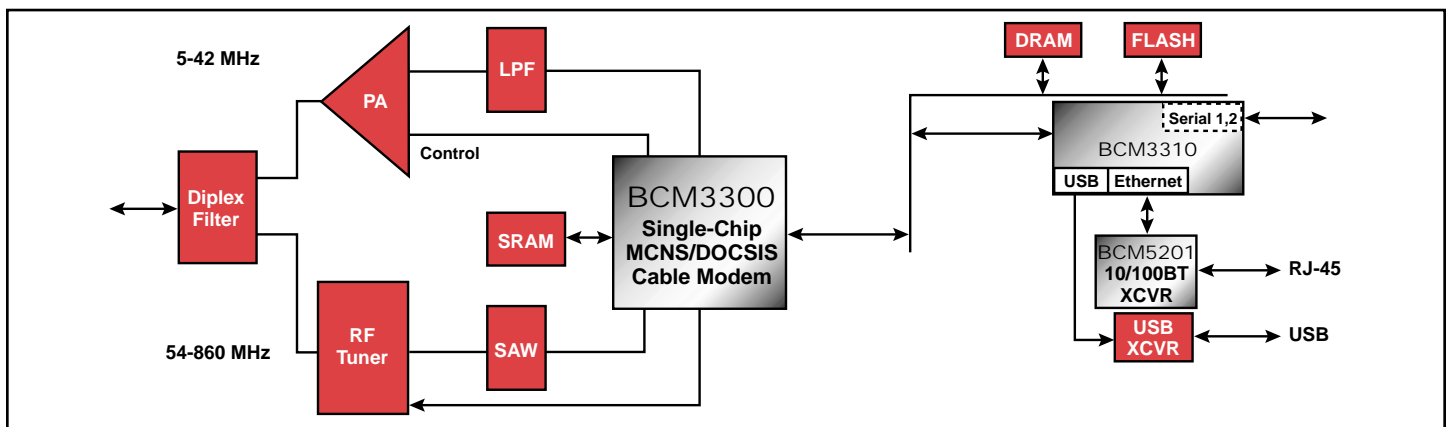 5-42 MHz
PA
LPF
Control
Diplex
Filter
SRAM
BCM3300
Single-Chip
MCNS/DOCSIS
Cable Modem
54-860 MHz
RF
Tuner
SAW
DRAM
FLASH
Serial 1,2
BCM3310
USB
Ethernet
BCM5201
10/100BT
XCVR
RJ-45
USB
XCVR
USB